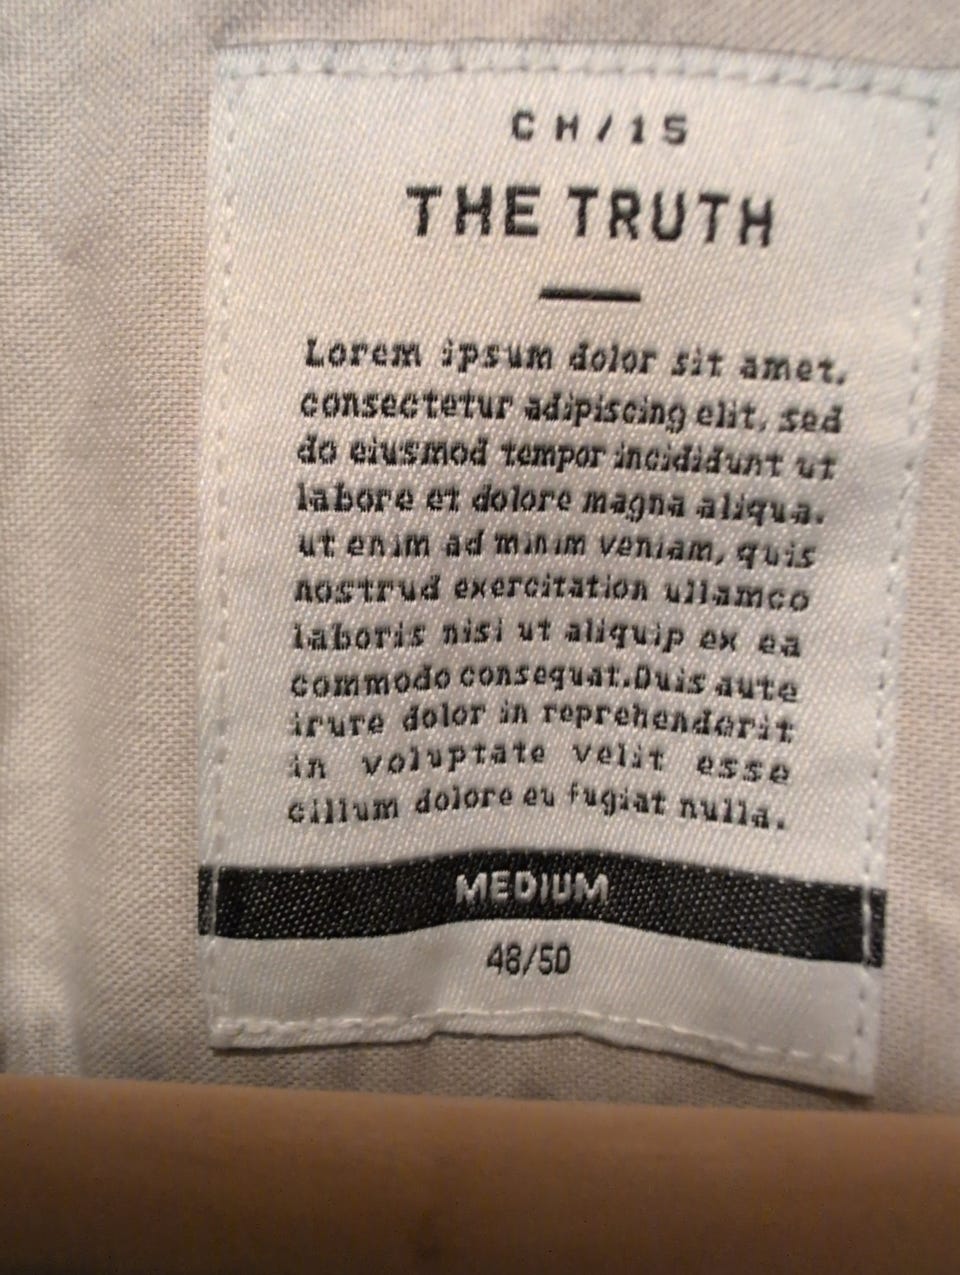 CH/15
THE TRUTH
Lorem ipsum dolor sit amet,
consectetur adipiscing elit, sed
do eiusmod tempor incididunt ut
labore et dolore magna aliqua.
ut enim ad minim veniam, quis
nostrud exercitation ullamco
laboris nisi ut aliquip ex ea
commodo consequat.Duis aute
irure dolor in reprehenderit
in voluptate velit esse
cillum dolore eu fugiat nulla.
MEDIUM
48/50